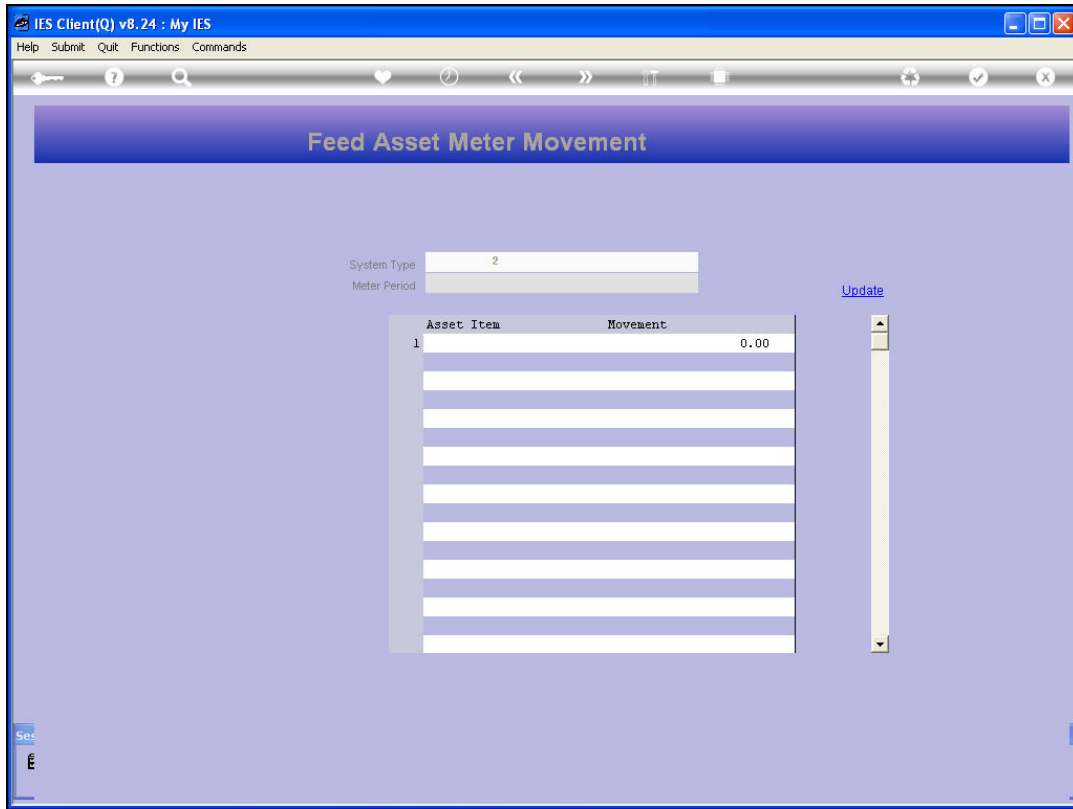 IES Client(Q) v8.24 : My IES
Help Submit Quit Functions Commands
Feed Asset Meter Movement
System Type 2
Meter Period
Update
Asset Item Movement
1 0.00
Ses